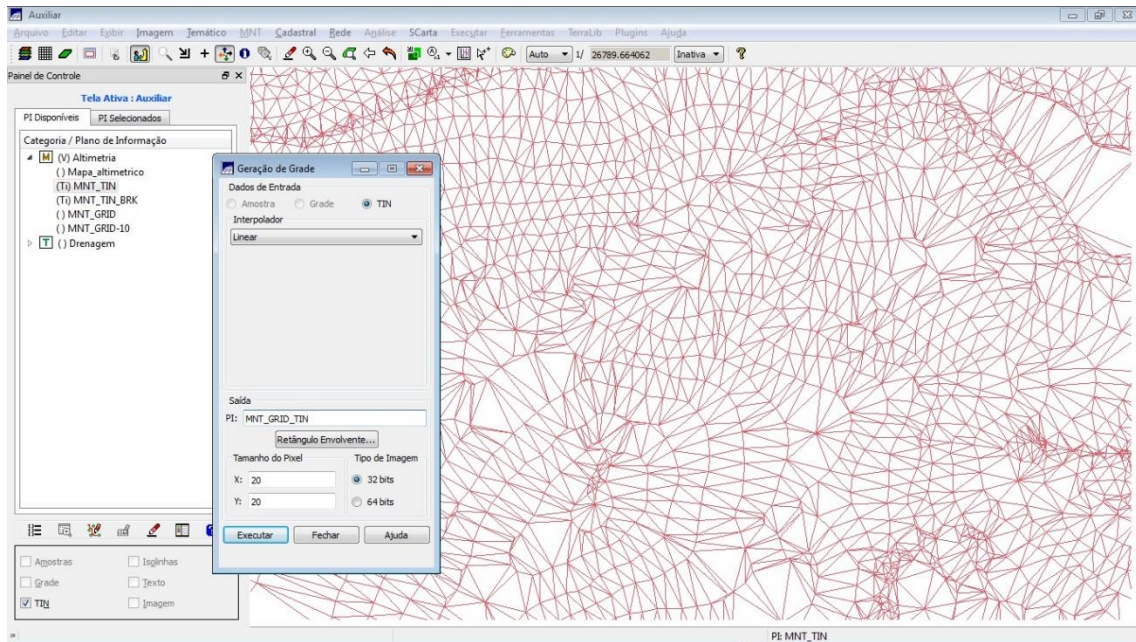 Auxiliar
Arquivo Editar Exibir Imagem Temático MNT Cadastral Rede Análise SCarta Executar Ferramentas TerraLib Plugins Ajuda
Auto 1/ 26789.664062 Inativa
Painel de Controle
Tela Ativa : Auxiliar
PI Disponíveis PI Selecionados
Categoria / Plano de Informação
M (V) Altimetria
() Mapa_altimetrico
(Ti) MNT_TIN
(Ti) MNT_TIN_BRK
() MNT_GRID
() MNT_GRID-10
T () Drenagem
Amostras Isolinhas
Grade Texto
TIN Imagem
Geração de Grade
Dados de Entrada
Amostra Grade TIN
Interpolador
Linear
Saída
PI: MNT_GRID_TIN
Retângulo Envolvente...
Tamanho do Pixel Tipo de Imagem
X: 20 32 bits
Y: 20 64 bits
Executar Fechar Ajuda
PI: MNT_TIN